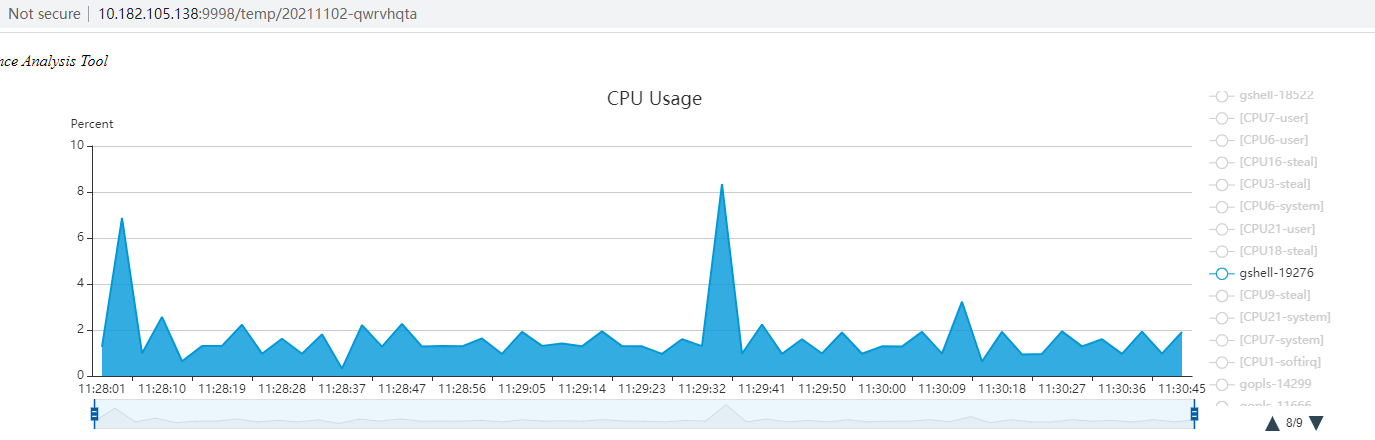 Not secure | 10.182.105.138:9998/temp/20211102-qwrvhqta
nce Analysis Tool
CPU Usage
Percent
10
8
6
4
2
0
11:28:01 11:28:10 11:28:19 11:28:28 11:28:37 11:28:47 11:28:56 11:29:05 11:29:14 11:29:23 11:29:32 11:29:41 11:29:50 11:30:00 11:30:09 11:30:18 11:30:27 11:30:36 11:30:45
gshell-18522
[CPU7-user]
[CPU6-user]
[CPU16-steal]
[CPU3-steal]
[CPU6-system]
[CPU21-user]
[CPU18-steal]
gshell-19276
[CPU9-steal]
[CPU21-system]
[CPU7-system]
[CPU1-softirq]
gopls-14299
gopls-11666
8/9